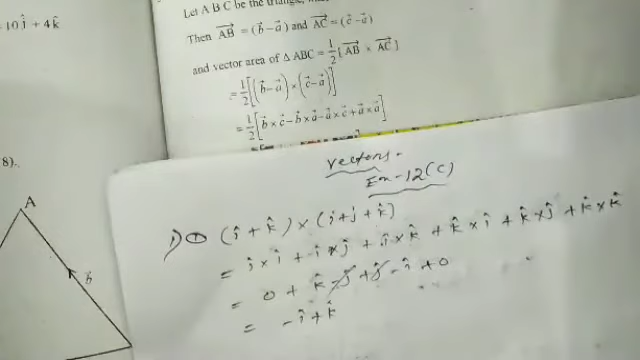 = 10ĵ + 4k̂
Let A B C be the triangle,
Then AB⃗ = (b⃗ – a⃗) and AC⃗ = (c⃗ – a⃗)
and vector area of Δ ABC = 1/2 [AB⃗ × AC⃗]
= 1/2 [(b⃗ – a⃗) × (c⃗ – a⃗)]
= 1/2 [b⃗ × c⃗ – b⃗ × a⃗ – a⃗ × c⃗ + a⃗ × a⃗]
8).
A
b⃗
Vectors.
Ex-12(C)
1) ① (î + k̂) × (î + ĵ + k̂)
= î × î + î × ĵ + î × k̂ + k̂ × î + k̂ × ĵ + k̂ × k̂
= 0 + k̂ – ĵ + ĵ – î + 0
= – î + k̂